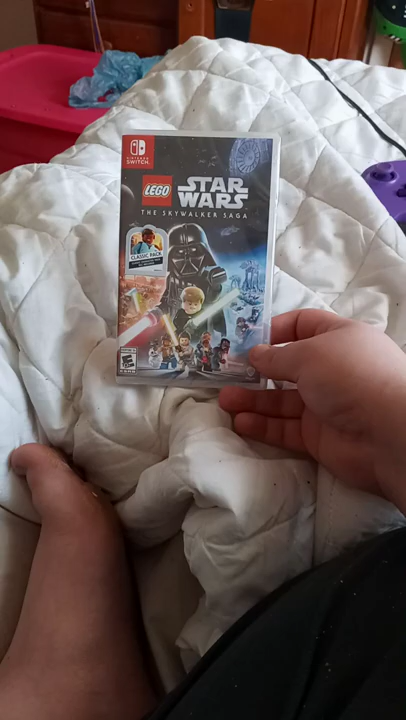 NINTENDO
SWITCH
LEGO
STAR
WARS
THE SKYWALKER SAGA
CLASSIC PACK
E